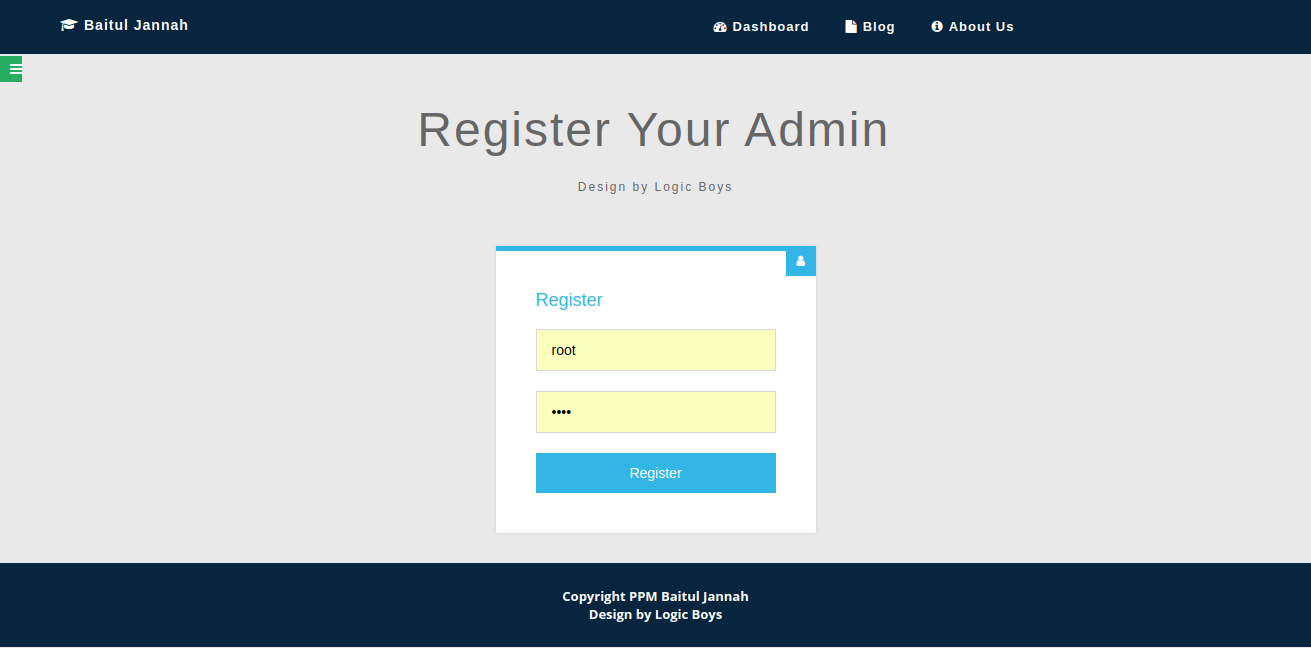 Baitul Jannah
Dashboard
Blog
About Us
Register Your Admin
Design by Logic Boys
Register
root
••••
Register
Copyright PPM Baitul Jannah
Design by Logic Boys